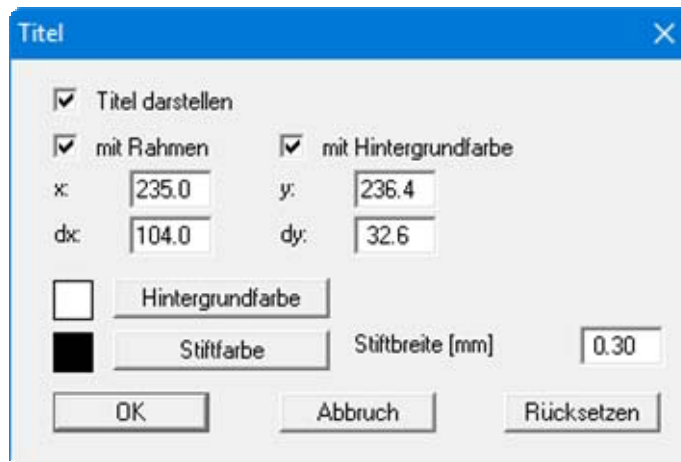 Titel
Titel darstellen
mit Rahmen mit Hintergrundfarbe
x: 235.0 y: 236.4
dx: 104.0 dy: 32.6
Hintergrundfarbe
Stiftfarbe Stiftbreite [mm] 0.30
OK Abbruch Rücksetzen